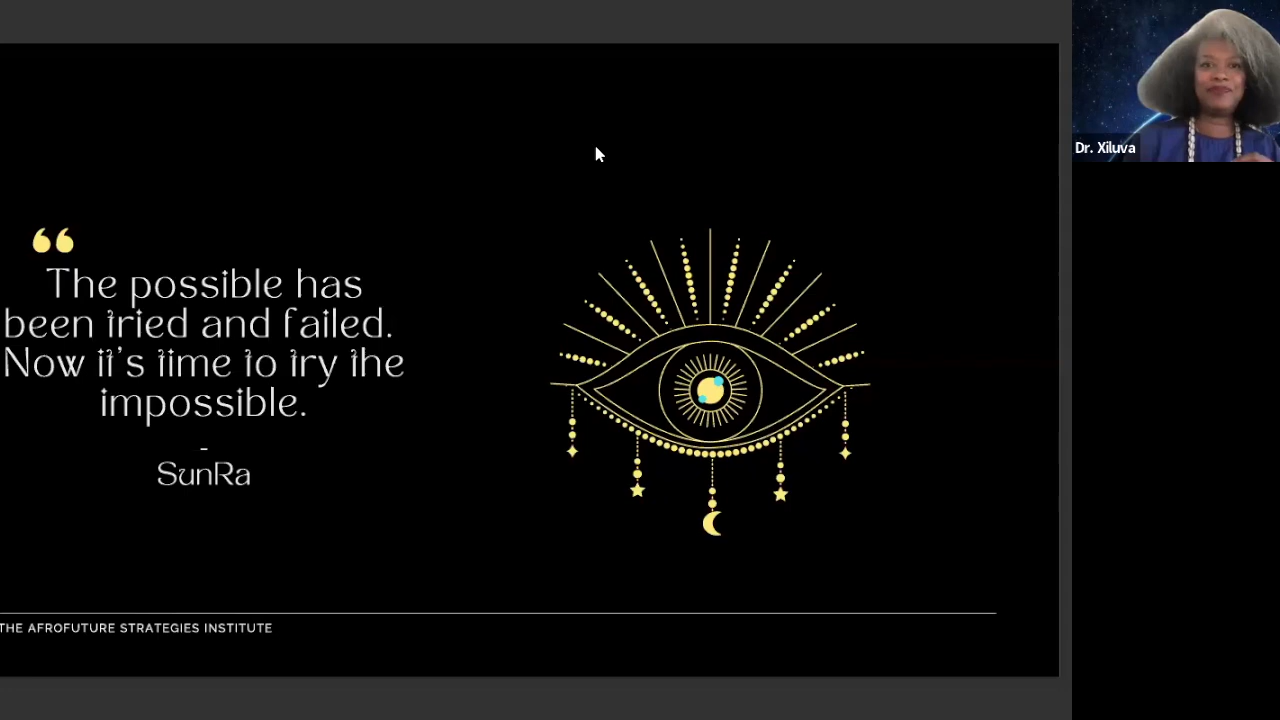 “
The possible has
been tried and failed.
Now it's time to try the
impossible.
-
SunRa
THE AFROFUTURE STRATEGIES INSTITUTE
Dr. Xiluva